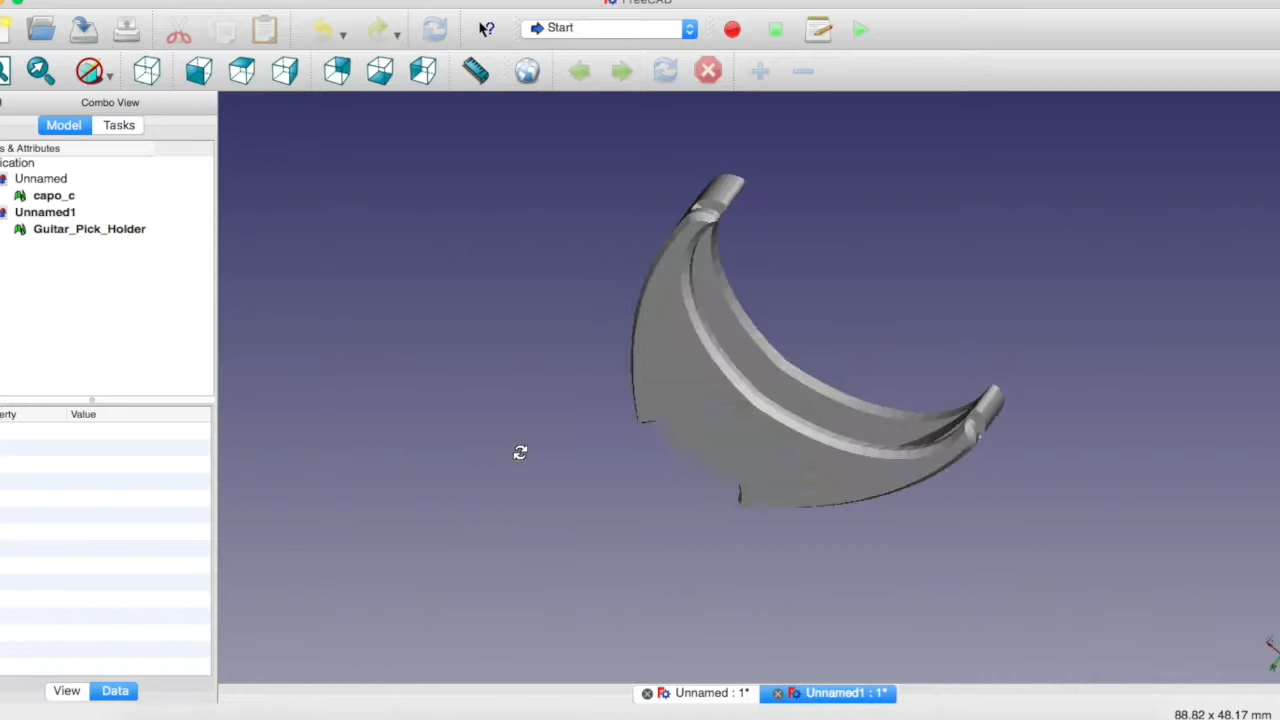 FreeCAD
Start
Combo View
Model
Tasks
s & Attributes
ication
Unnamed
capo_c
Unnamed1
Guitar_Pick_Holder
erty
Value
View
Data
Unnamed : 1*
Unnamed1 : 1*
88.82 x 48.17 mm